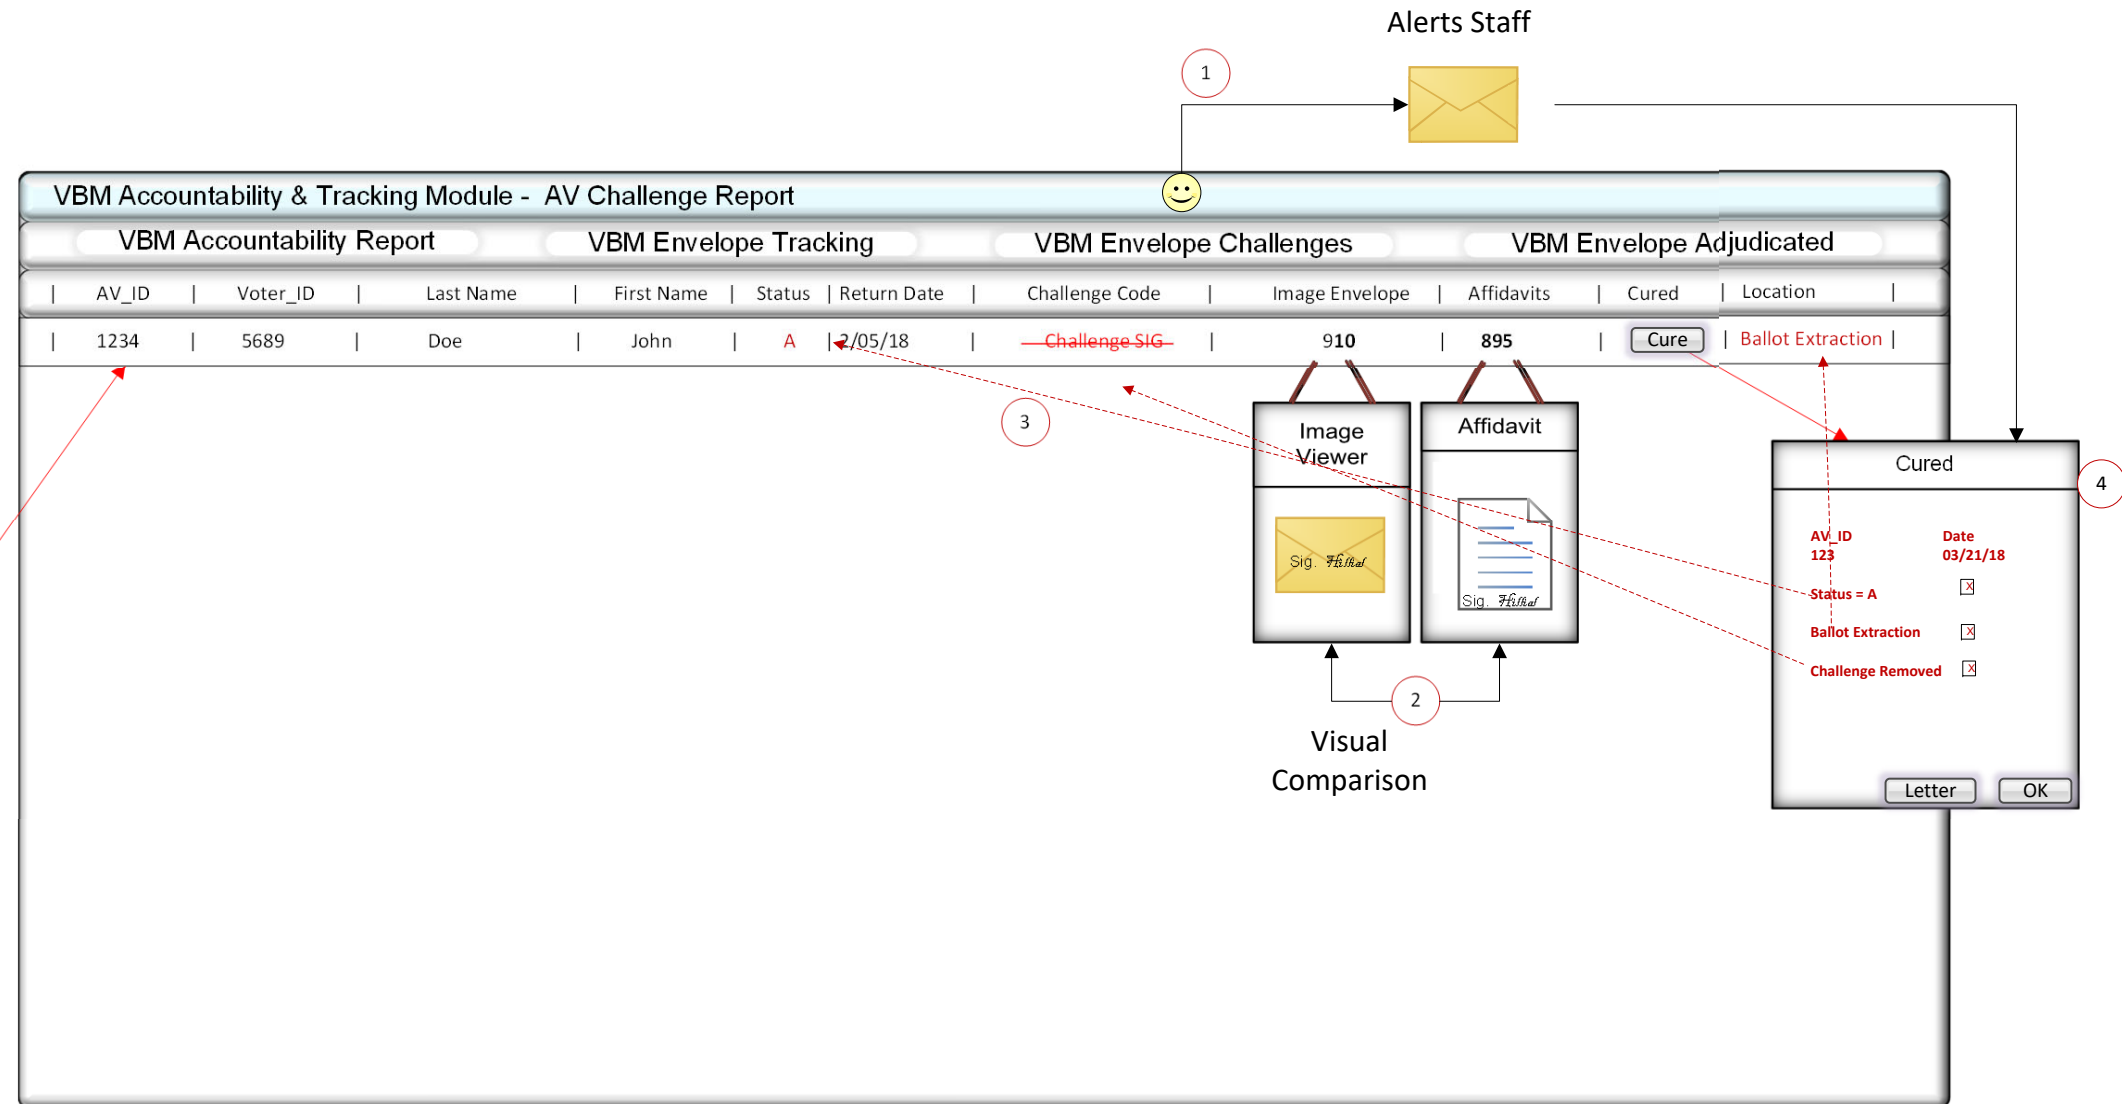 Alerts Staff
1
VBM Accountability & Tracking Module - AV Challenge Report
VBM Accountability Report VBM Envelope Tracking VBM Envelope Challenges VBM Envelope Adjudicated
| AV_ID | Voter_ID | Last Name | First Name | Status | Return Date | Challenge Code | Image Envelope | Affidavits | Cured | Location |
| 1234 | 5689 | Doe | John | A | 2/05/18 | Challenge SIG | 910 | 895 | Cure | Ballot Extraction |
3
Image
Viewer
Sig.
Affidavit
Sig.
2
Visual
Comparison
Cured
4
AV_ID Date
123 03/21/18
Status = A X
Ballot Extraction X
Challenge Removed X
Letter OK